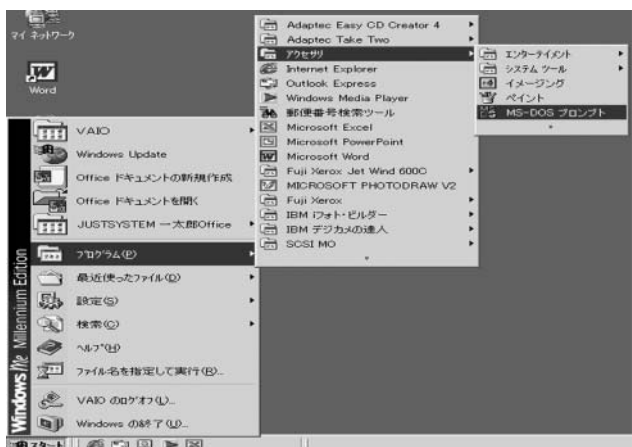 マイ ネットワーク
Word
VAIO
Windows Update
Office ドキュメントの新規作成
Office ドキュメントを開く
JUSTSYSTEM 一太郎Office
プログラム(P)
最近使ったファイル(D)
設定(S)
検索(C)
ヘルプ(H)
ファイル名を指定して実行(R)...
VAIO のログオフ(L)...
Windows の終了(U)...
Windows Me Millennium Edition
スタート
Adaptec Easy CD Creator 4
Adaptec Take Two
アクセサリ
Internet Explorer
Outlook Express
Windows Media Player
郵便番号検索ツール
Microsoft Excel
Microsoft PowerPoint
Microsoft Word
Fuji Xerox Jet Wind 600C
MICROSOFT PHOTODRAW V2
Fuji Xerox
IBM iフォト・ビルダー
IBM デジカメの達人
SCSI MO
エンターテイメント
システム ツール
イメージング
ペイント
MS-DOS プロンプト